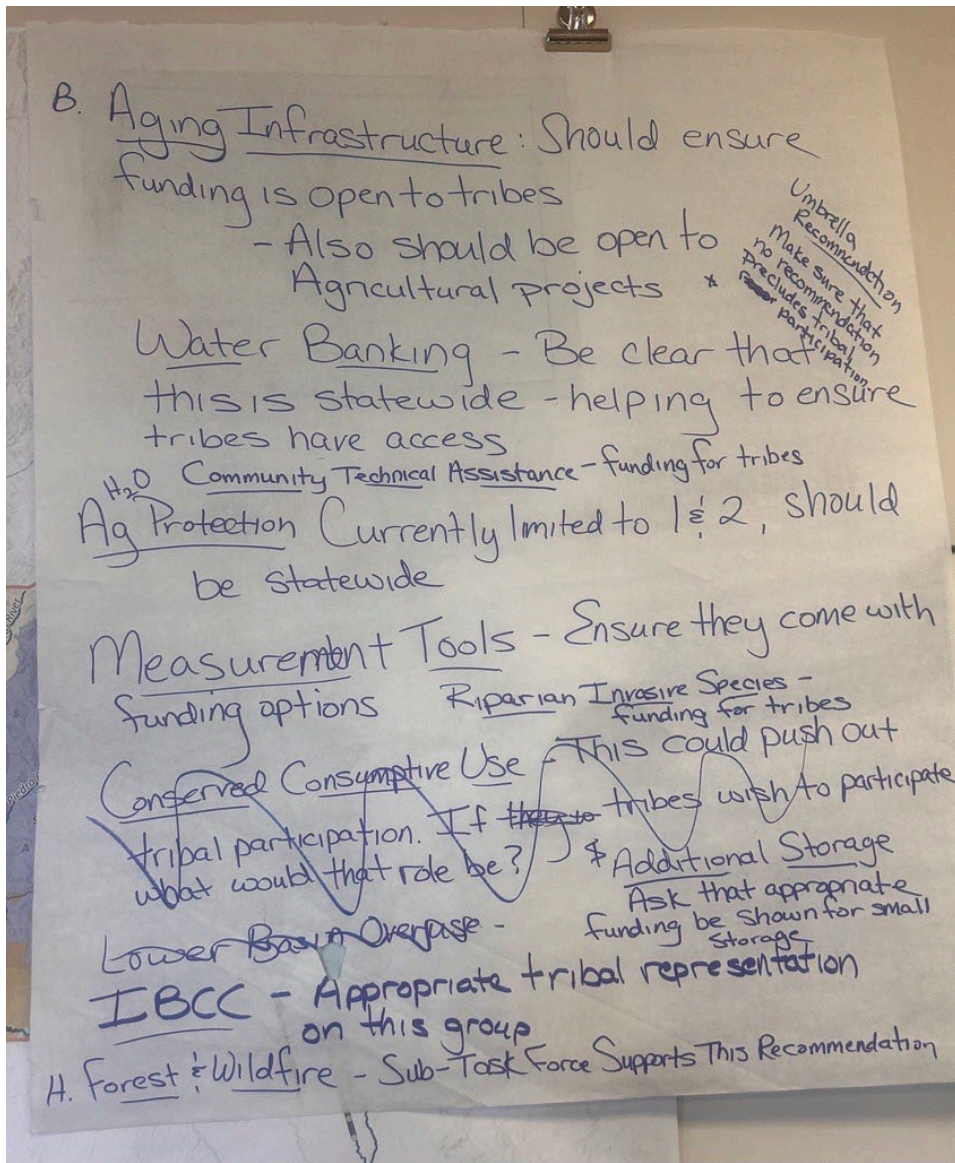 B. Aging Infrastructure: Should ensure
funding is open to tribes
- Also should be open to
Agricultural projects *
Umbrella
Recommendation
Make sure that
no recommendation
precludes tribal
participation
Water Banking - Be clear that
this is statewide - helping to ensure
tribes have access
Community Technical Assistance - funding for tribes
H2O
Ag Protection Currently limited to 1 & 2, should
be statewide
Measurement Tools - Ensure they come with
funding options
Riparian Invasive Species -
funding for tribes
Conserved Consumptive Use - This could push out
tribal participation. If they to tribes wish to participate
what would that role be?
$ Additional Storage
Ask that appropriate
funding be shown for small
storage
Lower Basin Overuse -
IBCC - Appropriate tribal representation
on this group
H. Forest & Wildfire - Sub-Task Force Supports This Recommendation
River
Piedra